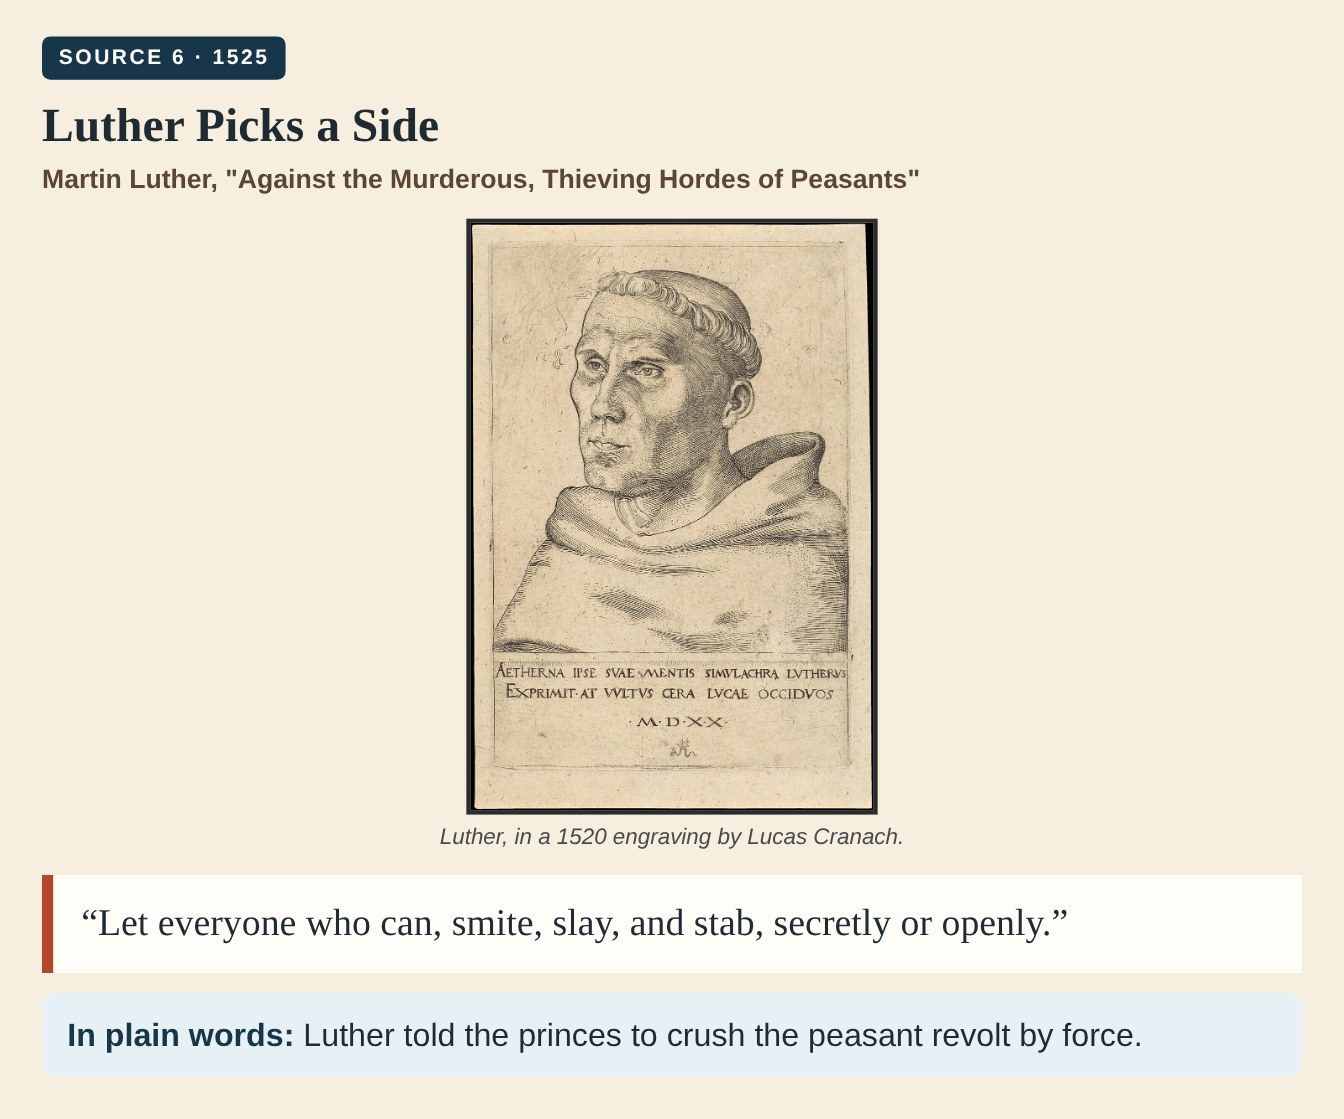 SOURCE 6 · 1525
Luther Picks a Side
Martin Luther, "Against the Murderous, Thieving Hordes of Peasants"
AETHERNA IPSE SVAE MENTIS SIMVLACHRA LVTHERVS
EXPRIMIT·AT VVLTVS CERA LVCAE OCCIDVOS
·M·D·X·X·
Luther, in a 1520 engraving by Lucas Cranach.
“Let everyone who can, smite, slay, and stab, secretly or openly.”
In plain words: Luther told the princes to crush the peasant revolt by force.